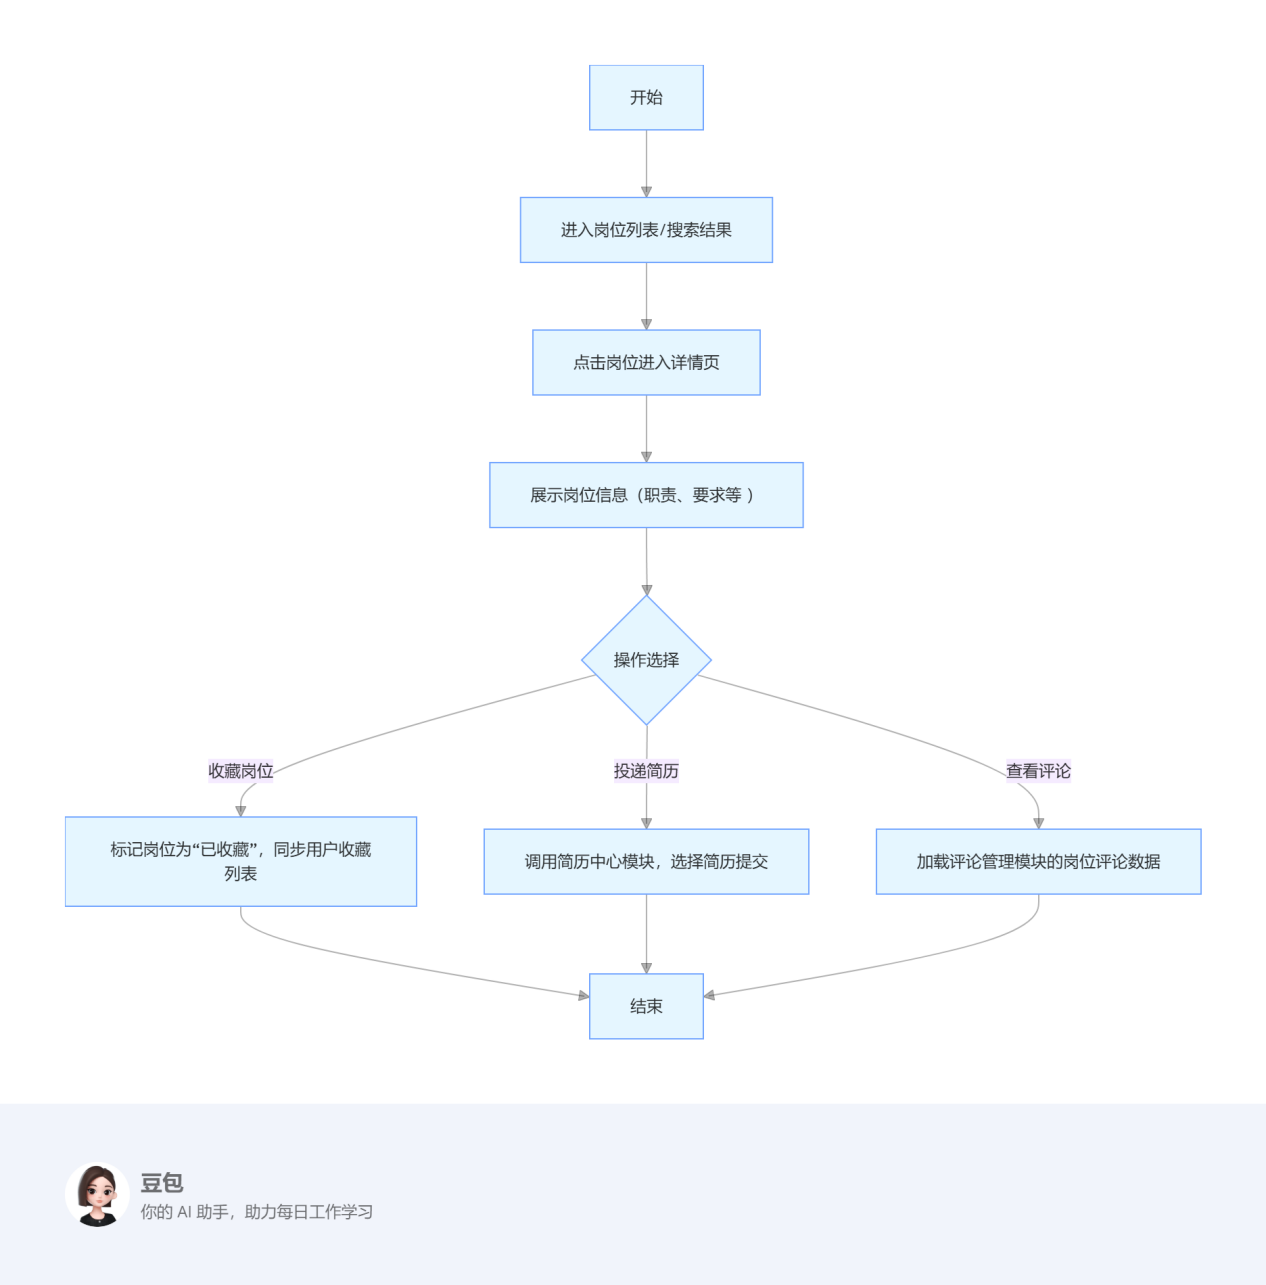 开始
进入岗位列表/搜索结果
点击岗位进入详情页
展示岗位信息（职责、要求等 ）
操作选择
收藏岗位
投递简历
查看评论
标记岗位为“已收藏”，同步用户收藏
列表
调用简历中心模块，选择简历提交
加载评论管理模块的岗位评论数据
结束
豆包
你的 AI 助手，助力每日工作学习